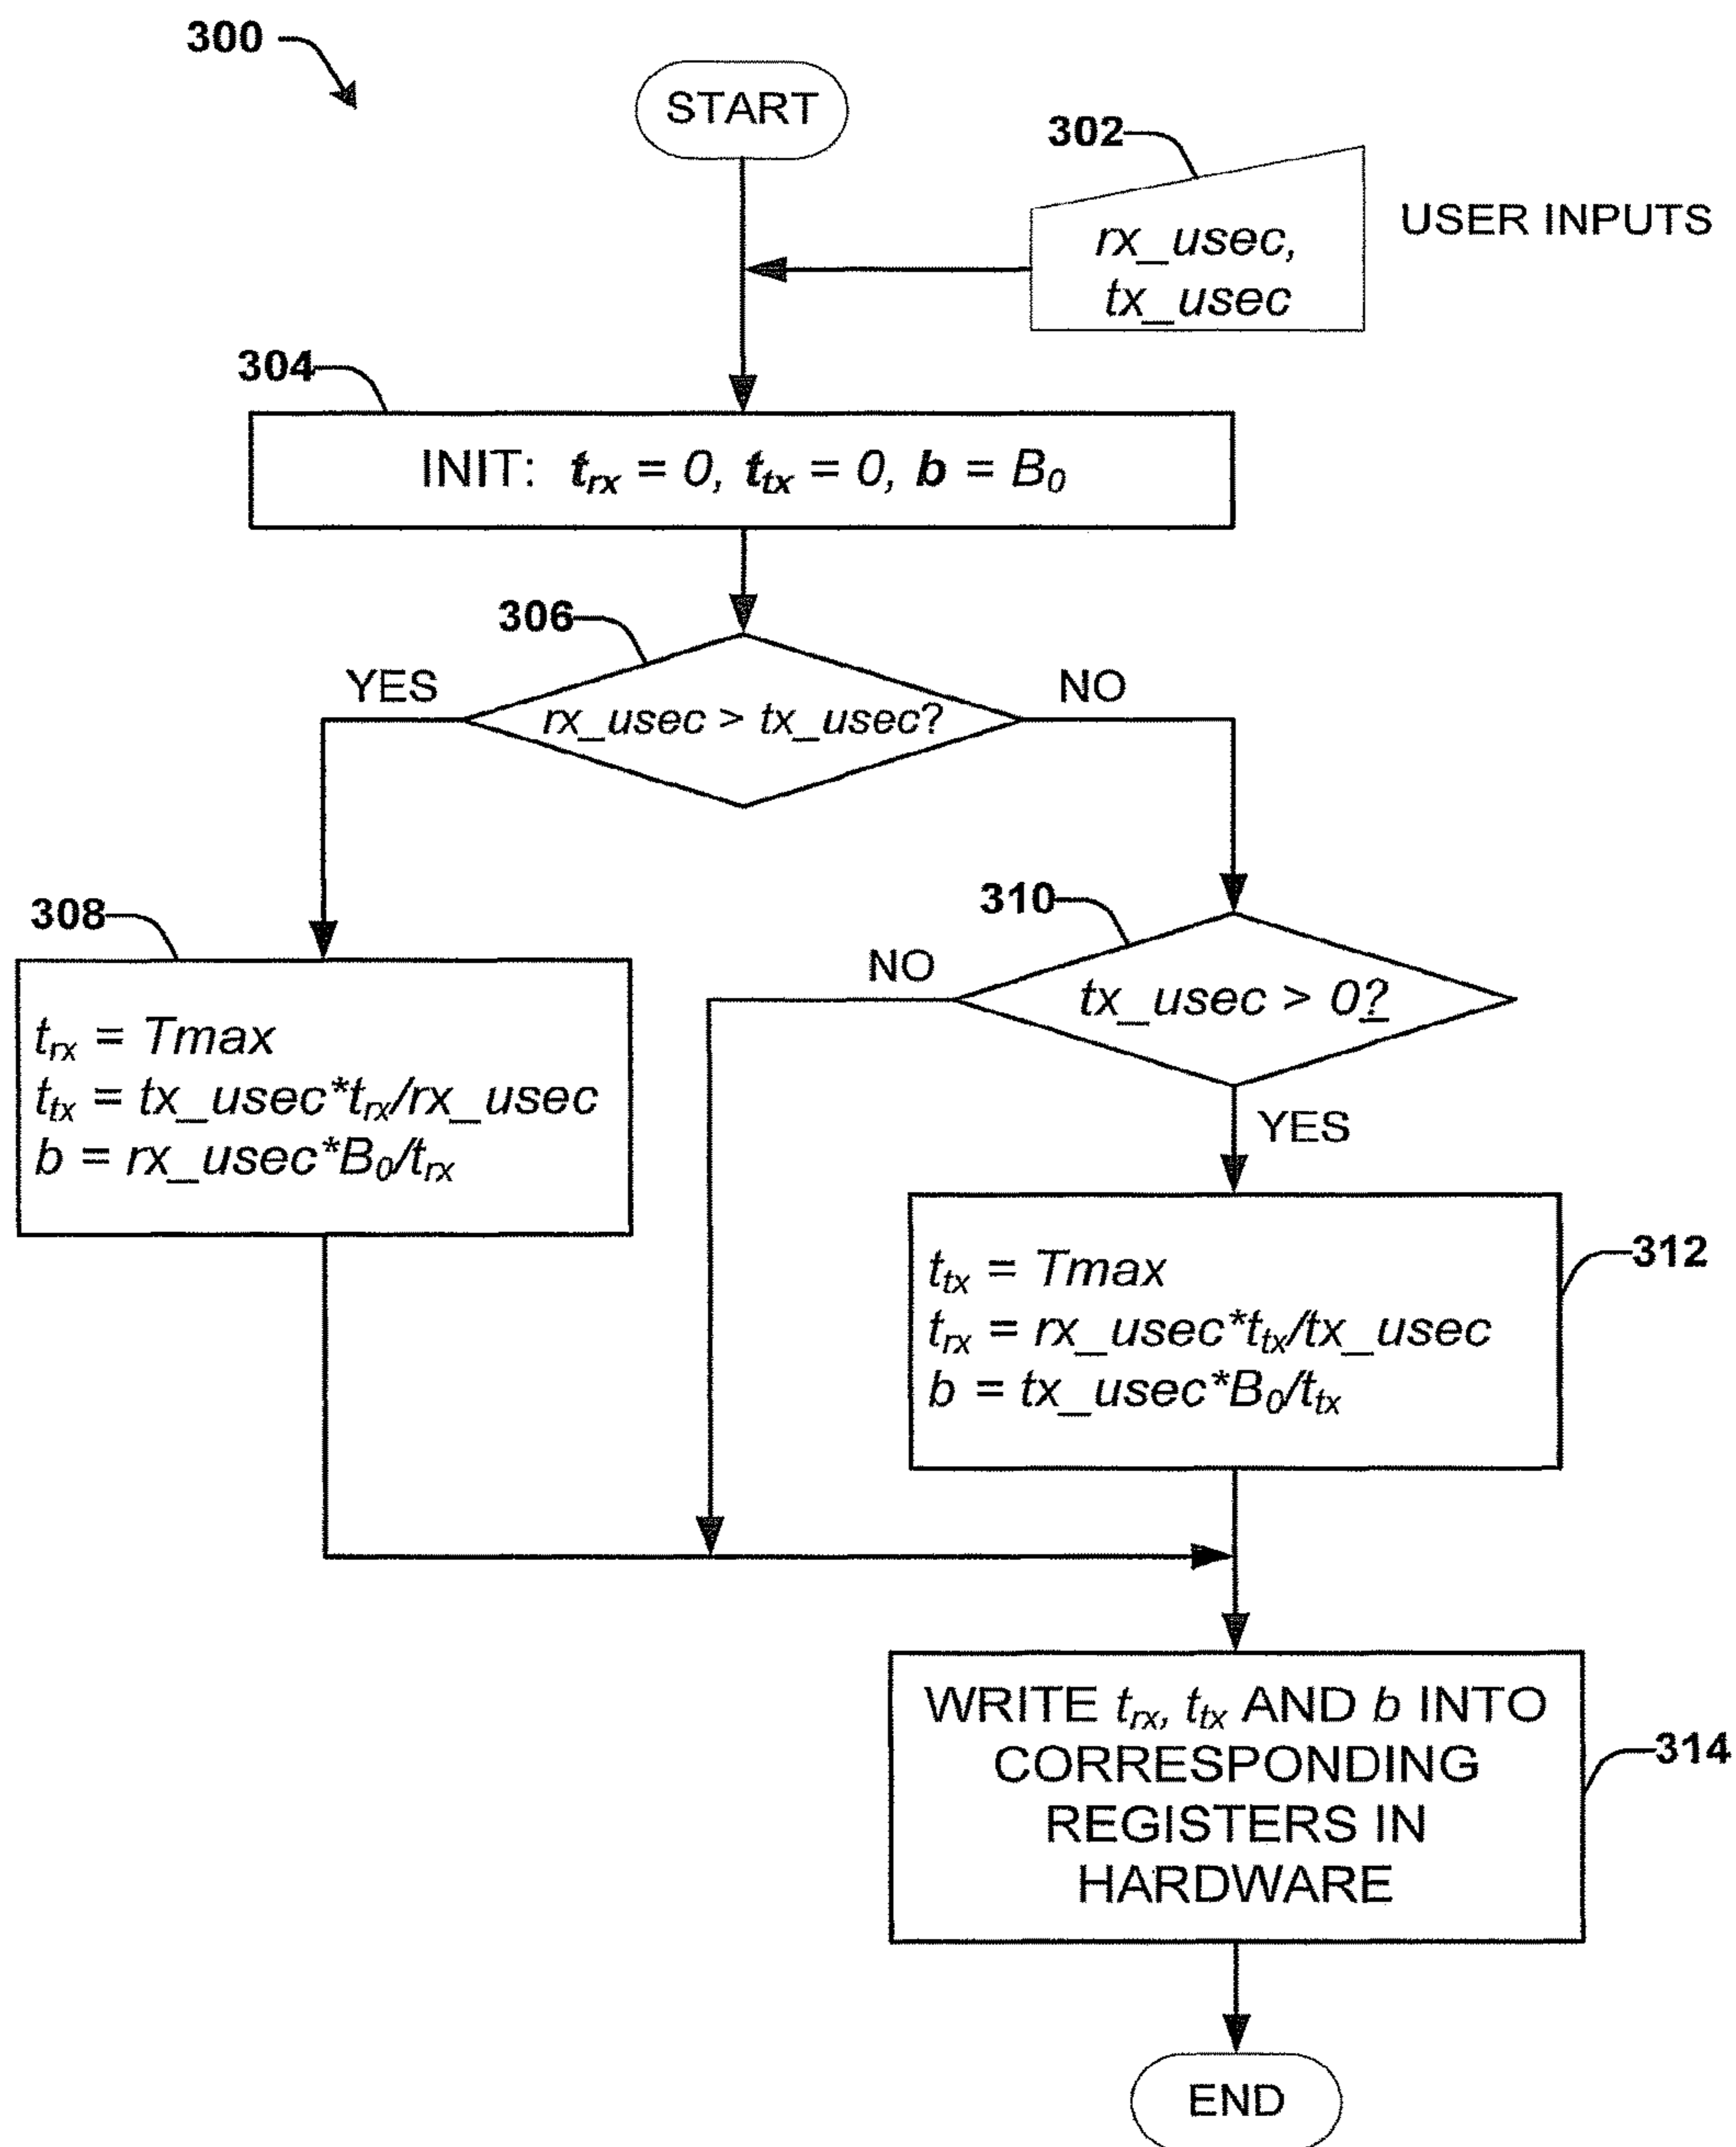 300
START
302
rx_usec,
tx_usec
USER INPUTS
304
INIT: trx = 0, ttx = 0, b = B0
306
YES
NO
rx_usec > tx_usec?
308
310
NO
tx_usec > 0?
trx = Tmax
ttx = tx_usec*trx/rx_usec
b = rx_usec*B0/trx
YES
312
ttx = Tmax
trx = rx_usec*ttx/tx_usec
b = tx_usec*B0/ttx
WRITE trx, ttx AND b INTO
CORRESPONDING
REGISTERS IN
HARDWARE
314
END